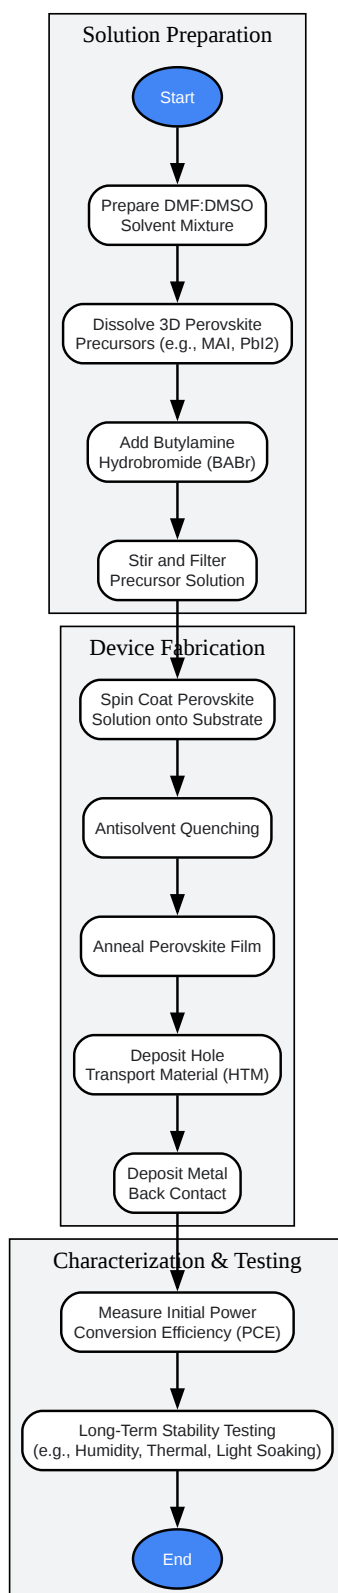 Solution Preparation
Start
Prepare DMF:DMSO
Solvent Mixture
Dissolve 3D Perovskite
Precursors (e.g., MAI, PbI2)
Add Butylamine
Hydrobromide (BABr)
Stir and Filter
Precursor Solution
Device Fabrication
Spin Coat Perovskite
Solution onto Substrate
Antisolvent Quenching
Anneal Perovskite Film
Deposit Hole
Transport Material (HTM)
Deposit Metal
Back Contact
Characterization & Testing
Measure Initial Power
Conversion Efficiency (PCE)
Long-Term Stability Testing
(e.g., Humidity, Thermal, Light Soaking)
End